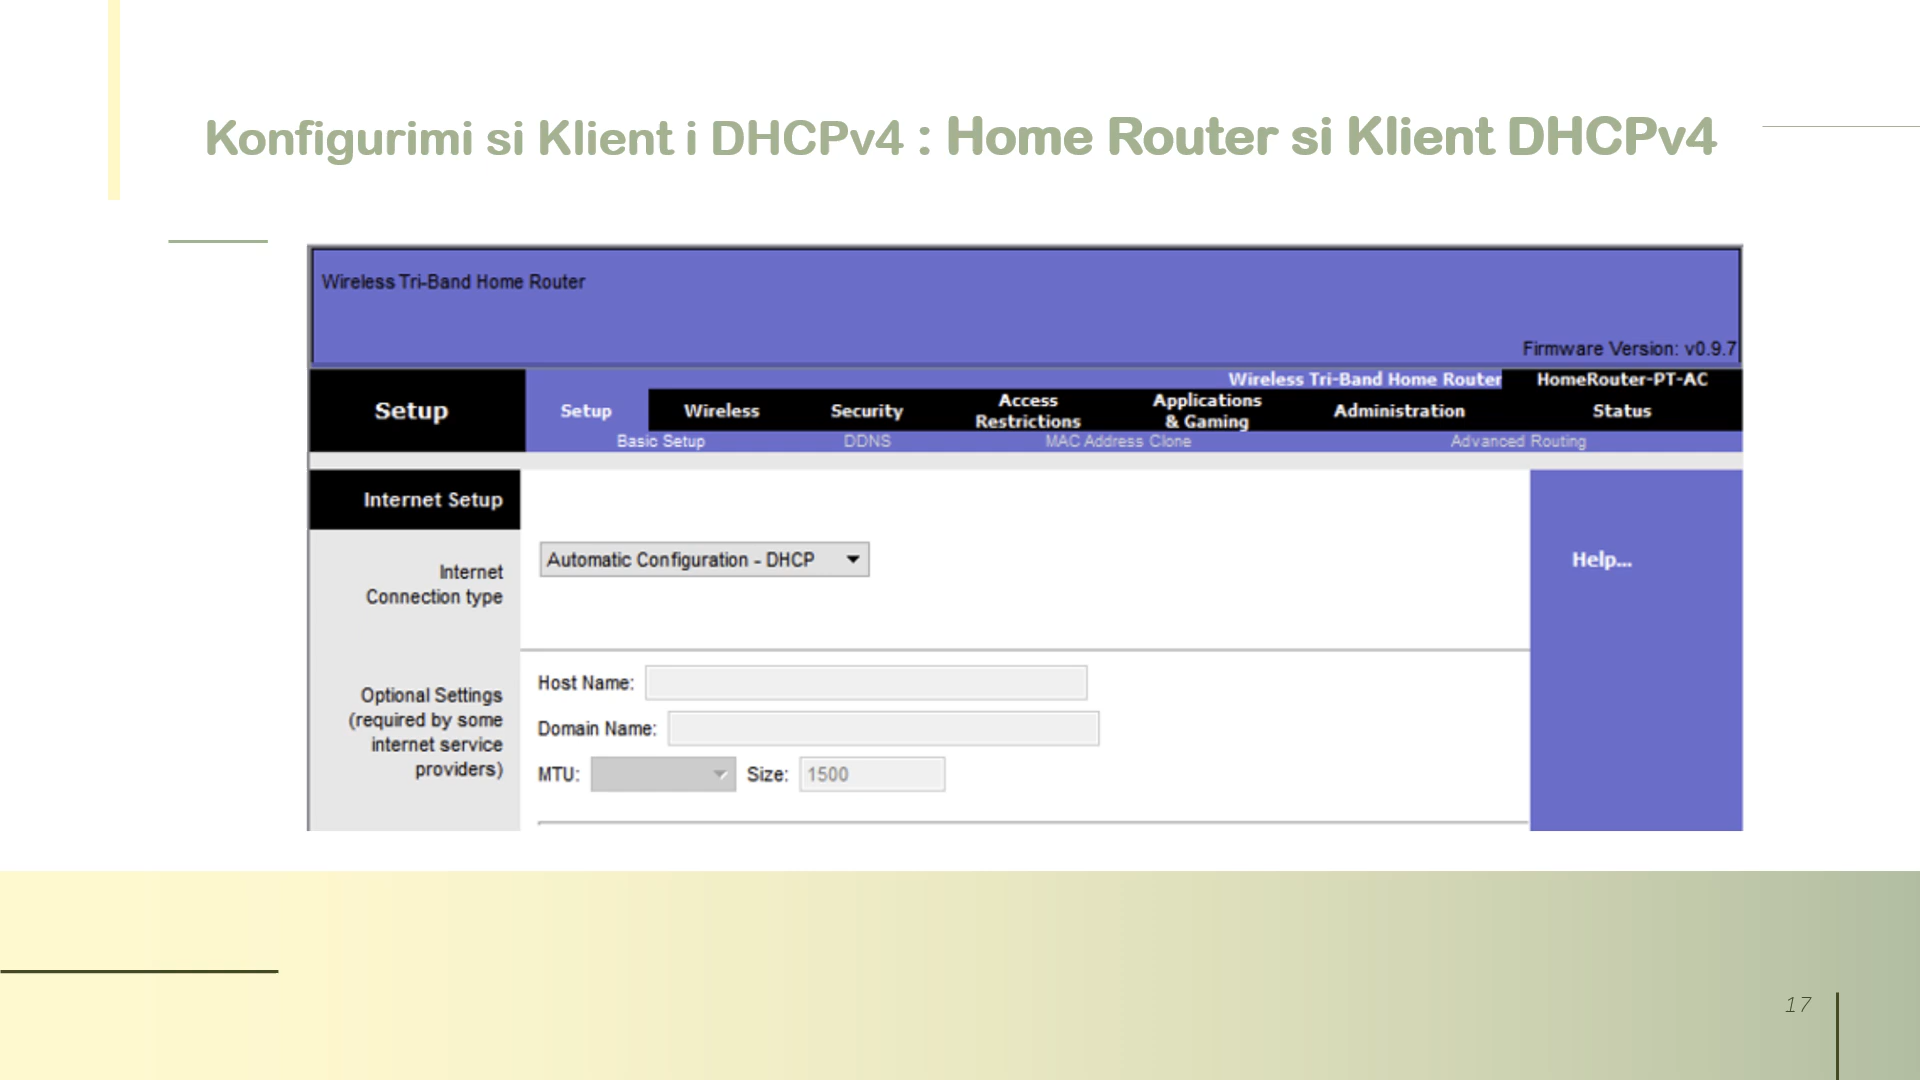 Konfigurimi si Klient i DHCPv4 : Home Router si Klient DHCPv4
Wireless Tri-Band Home Router
Firmware Version: v0.9.7
Wireless Tri-Band Home Router HomeRouter-PT-AC
Setup
Setup Wireless Security Access Restrictions Applications & Gaming Administration Status
Basic Setup DDNS MAC Address Clone Advanced Routing
Internet Setup
Internet
Connection type
Automatic Configuration - DHCP
Help...
Optional Settings
(required by some
internet service
providers)
Host Name:
Domain Name:
MTU: Size: 1500
17